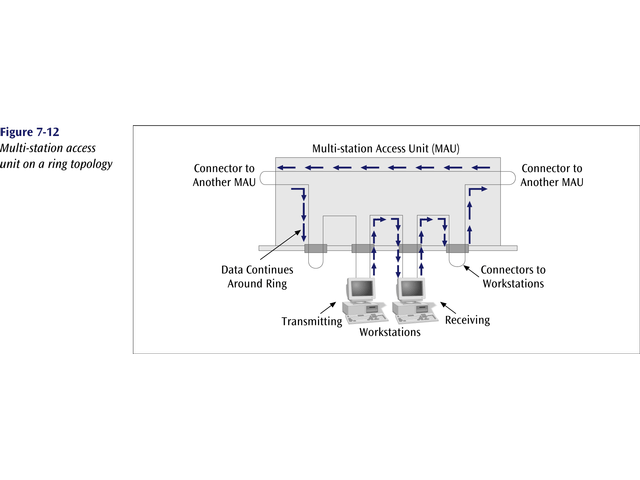 Figure 7-12
Multi-station access
unit on a ring topology
Multi-station Access Unit (MAU)
Connector to
Another MAU
Connector to
Another MAU
Data Continues
Around Ring
Connectors to
Workstations
Transmitting
Workstations
Receiving